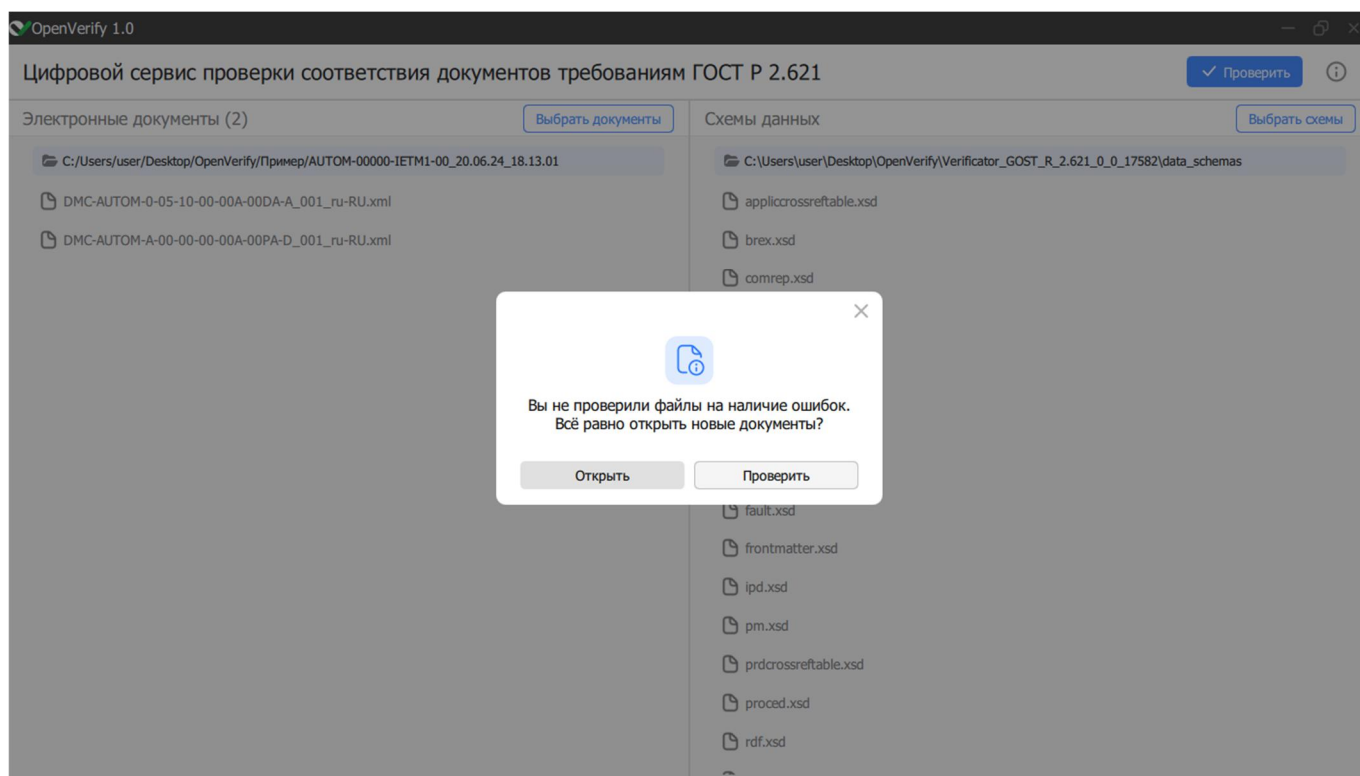 OpenVerify 1.0
Цифровой сервис проверки соответствия документов требованиям ГОСТ Р 2.621
Проверить
Электронные документы (2)
Выбрать документы
Схемы данных
Выбрать схемы
C:/Users/user/Desktop/OpenVerify/Пример/AUTOM-00000-IETM1-00_20.06.24_18.13.01
DMC-AUTOM-0-05-10-00-00A-00DA-A_001_ru-RU.xml
DMC-AUTOM-A-00-00-00-00A-00PA-D_001_ru-RU.xml
C:\Users\user\Desktop\OpenVerify\Verificator_GOST_R_2.621_0_0_17582\data_schemas
appliccrossreftable.xsd
brex.xsd
comrep.xsd
Вы не проверили файлы на наличие ошибок.
Всё равно открыть новые документы?
Открыть
Проверить
fault.xsd
frontmatter.xsd
ipd.xsd
pm.xsd
prdcrossreftable.xsd
proced.xsd
rdf.xsd